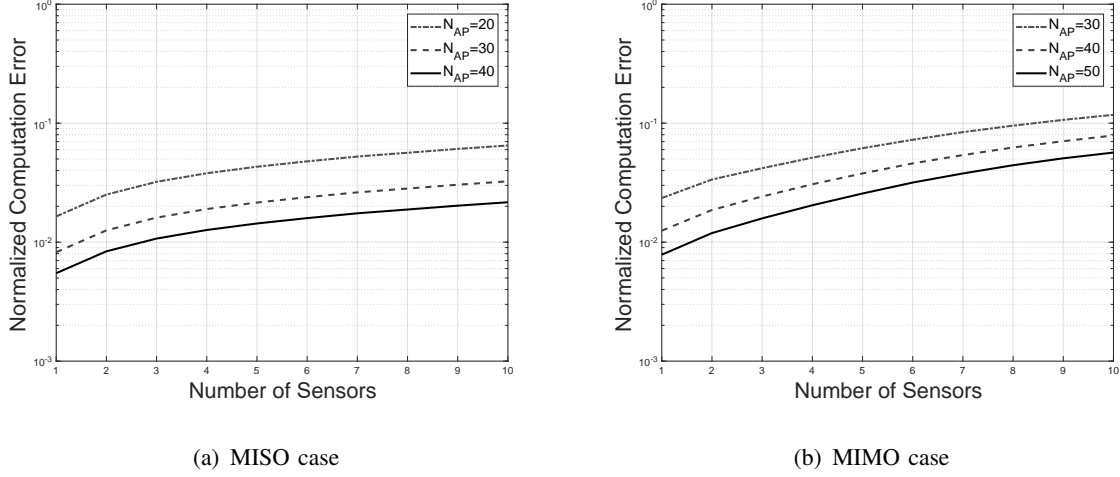 10^0
10^-1
10^-2
10^-3
Normalized Computation Error
N_AP=20
N_AP=30
N_AP=40
1 2 3 4 5 6 7 8 9 10
Number of Sensors
(a) MISO case
10^0
10^-1
10^-2
10^-3
Normalized Computation Error
N_AP=30
N_AP=40
N_AP=50
1 2 3 4 5 6 7 8 9 10
Number of Sensors
(b) MIMO case